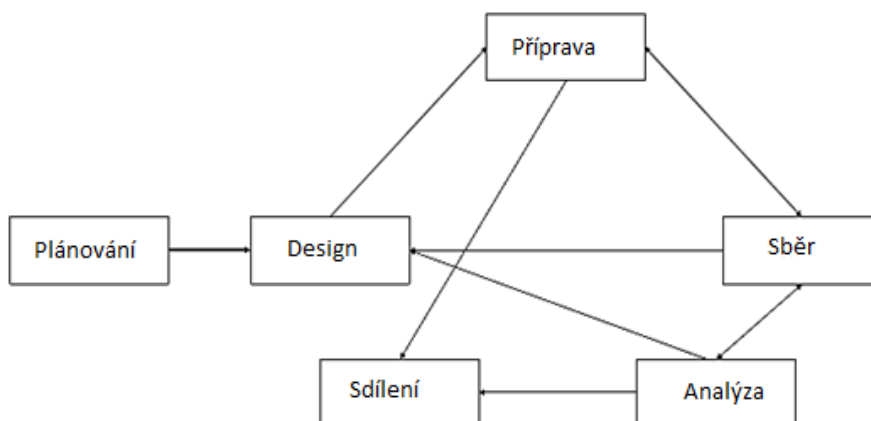 Příprava
Plánování
Design
Sběr
Sdílení
Analýza